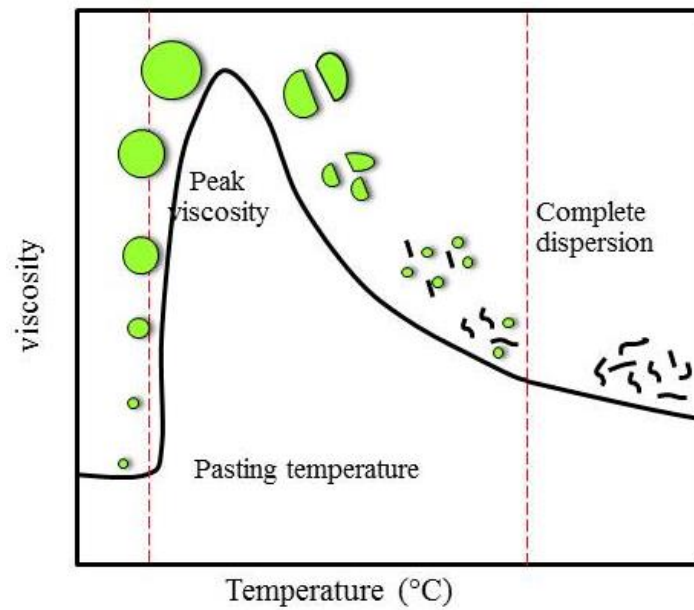 Peak
viscosity
Complete
dispersion
viscosity
Pasting temperature
Temperature (°C)